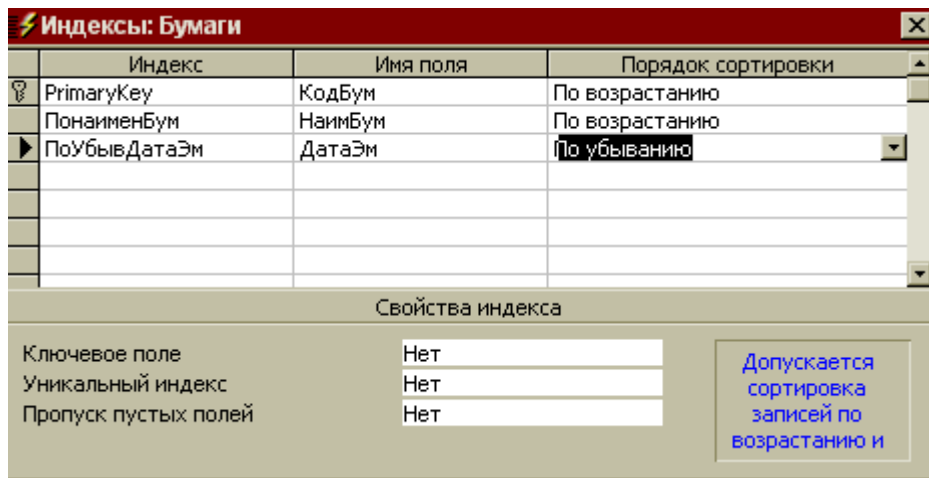 Индексы: Бумаги
Индекс Имя поля Порядок сортировки
PrimaryKey КодБум По возрастанию
ПонаименБум НаимБум По возрастанию
ПоУбывДатаЭм ДатаЭм По убыванию
Свойства индекса
Ключевое поле Нет
Уникальный индекс Нет
Пропуск пустых полей Нет
Допускается
сортировка
записей по
возрастанию и